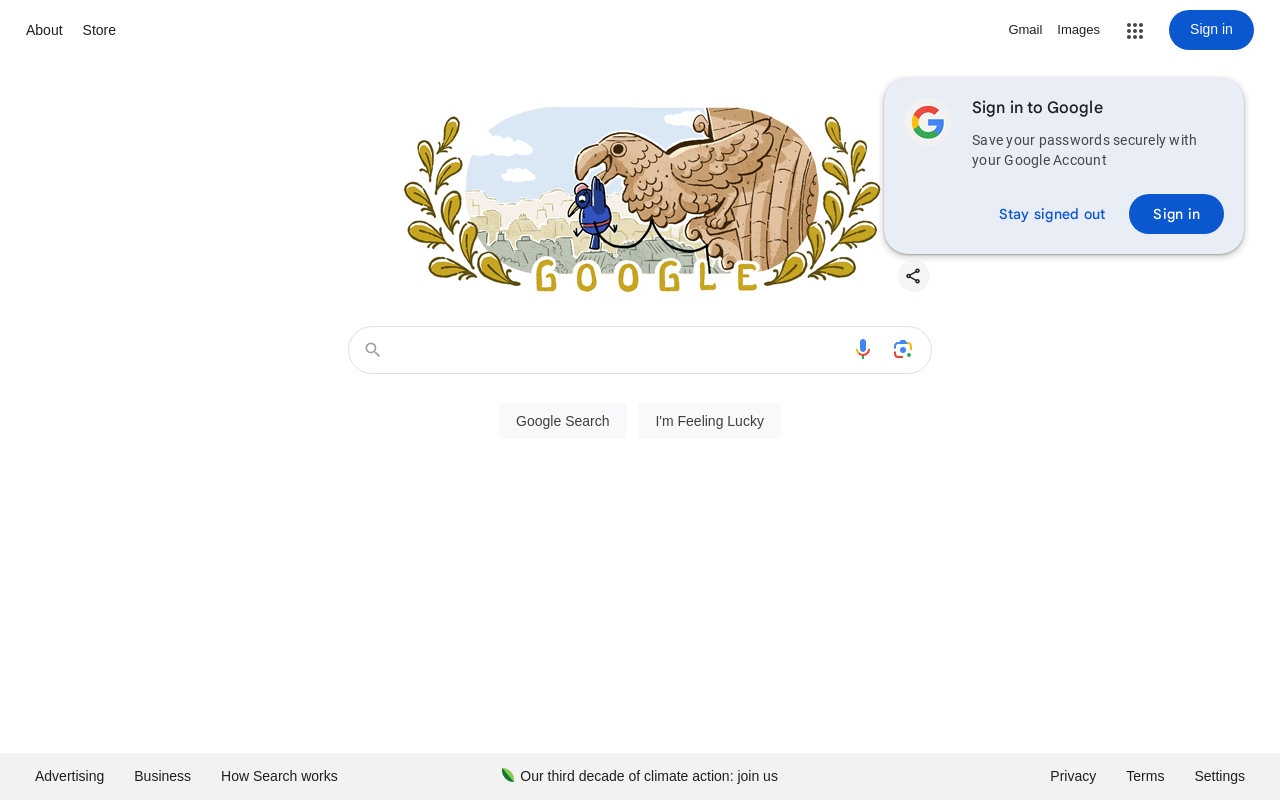 About
Store
Gmail
Images
Sign in
Sign in to Google
Save your passwords securely with
your Google Account
Stay signed out
Sign in
GOOGLE
Google Search
I'm Feeling Lucky
Our third decade of climate action: join us
Advertising
Business
How Search works
Privacy
Terms
Settings